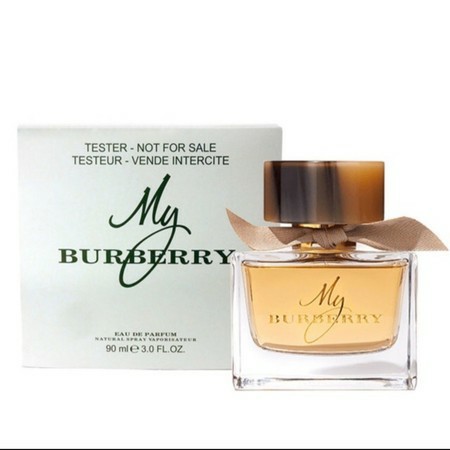 TESTER - NOT FOR SALE
TESTEUR - VENDE INTERCITE
My
BURBERRY
EAU DE PARFUM
NATURAL SPRAY VAPORISATEUR
90 ml ℮ 3.0 FL.OZ.
My
BURBERRY